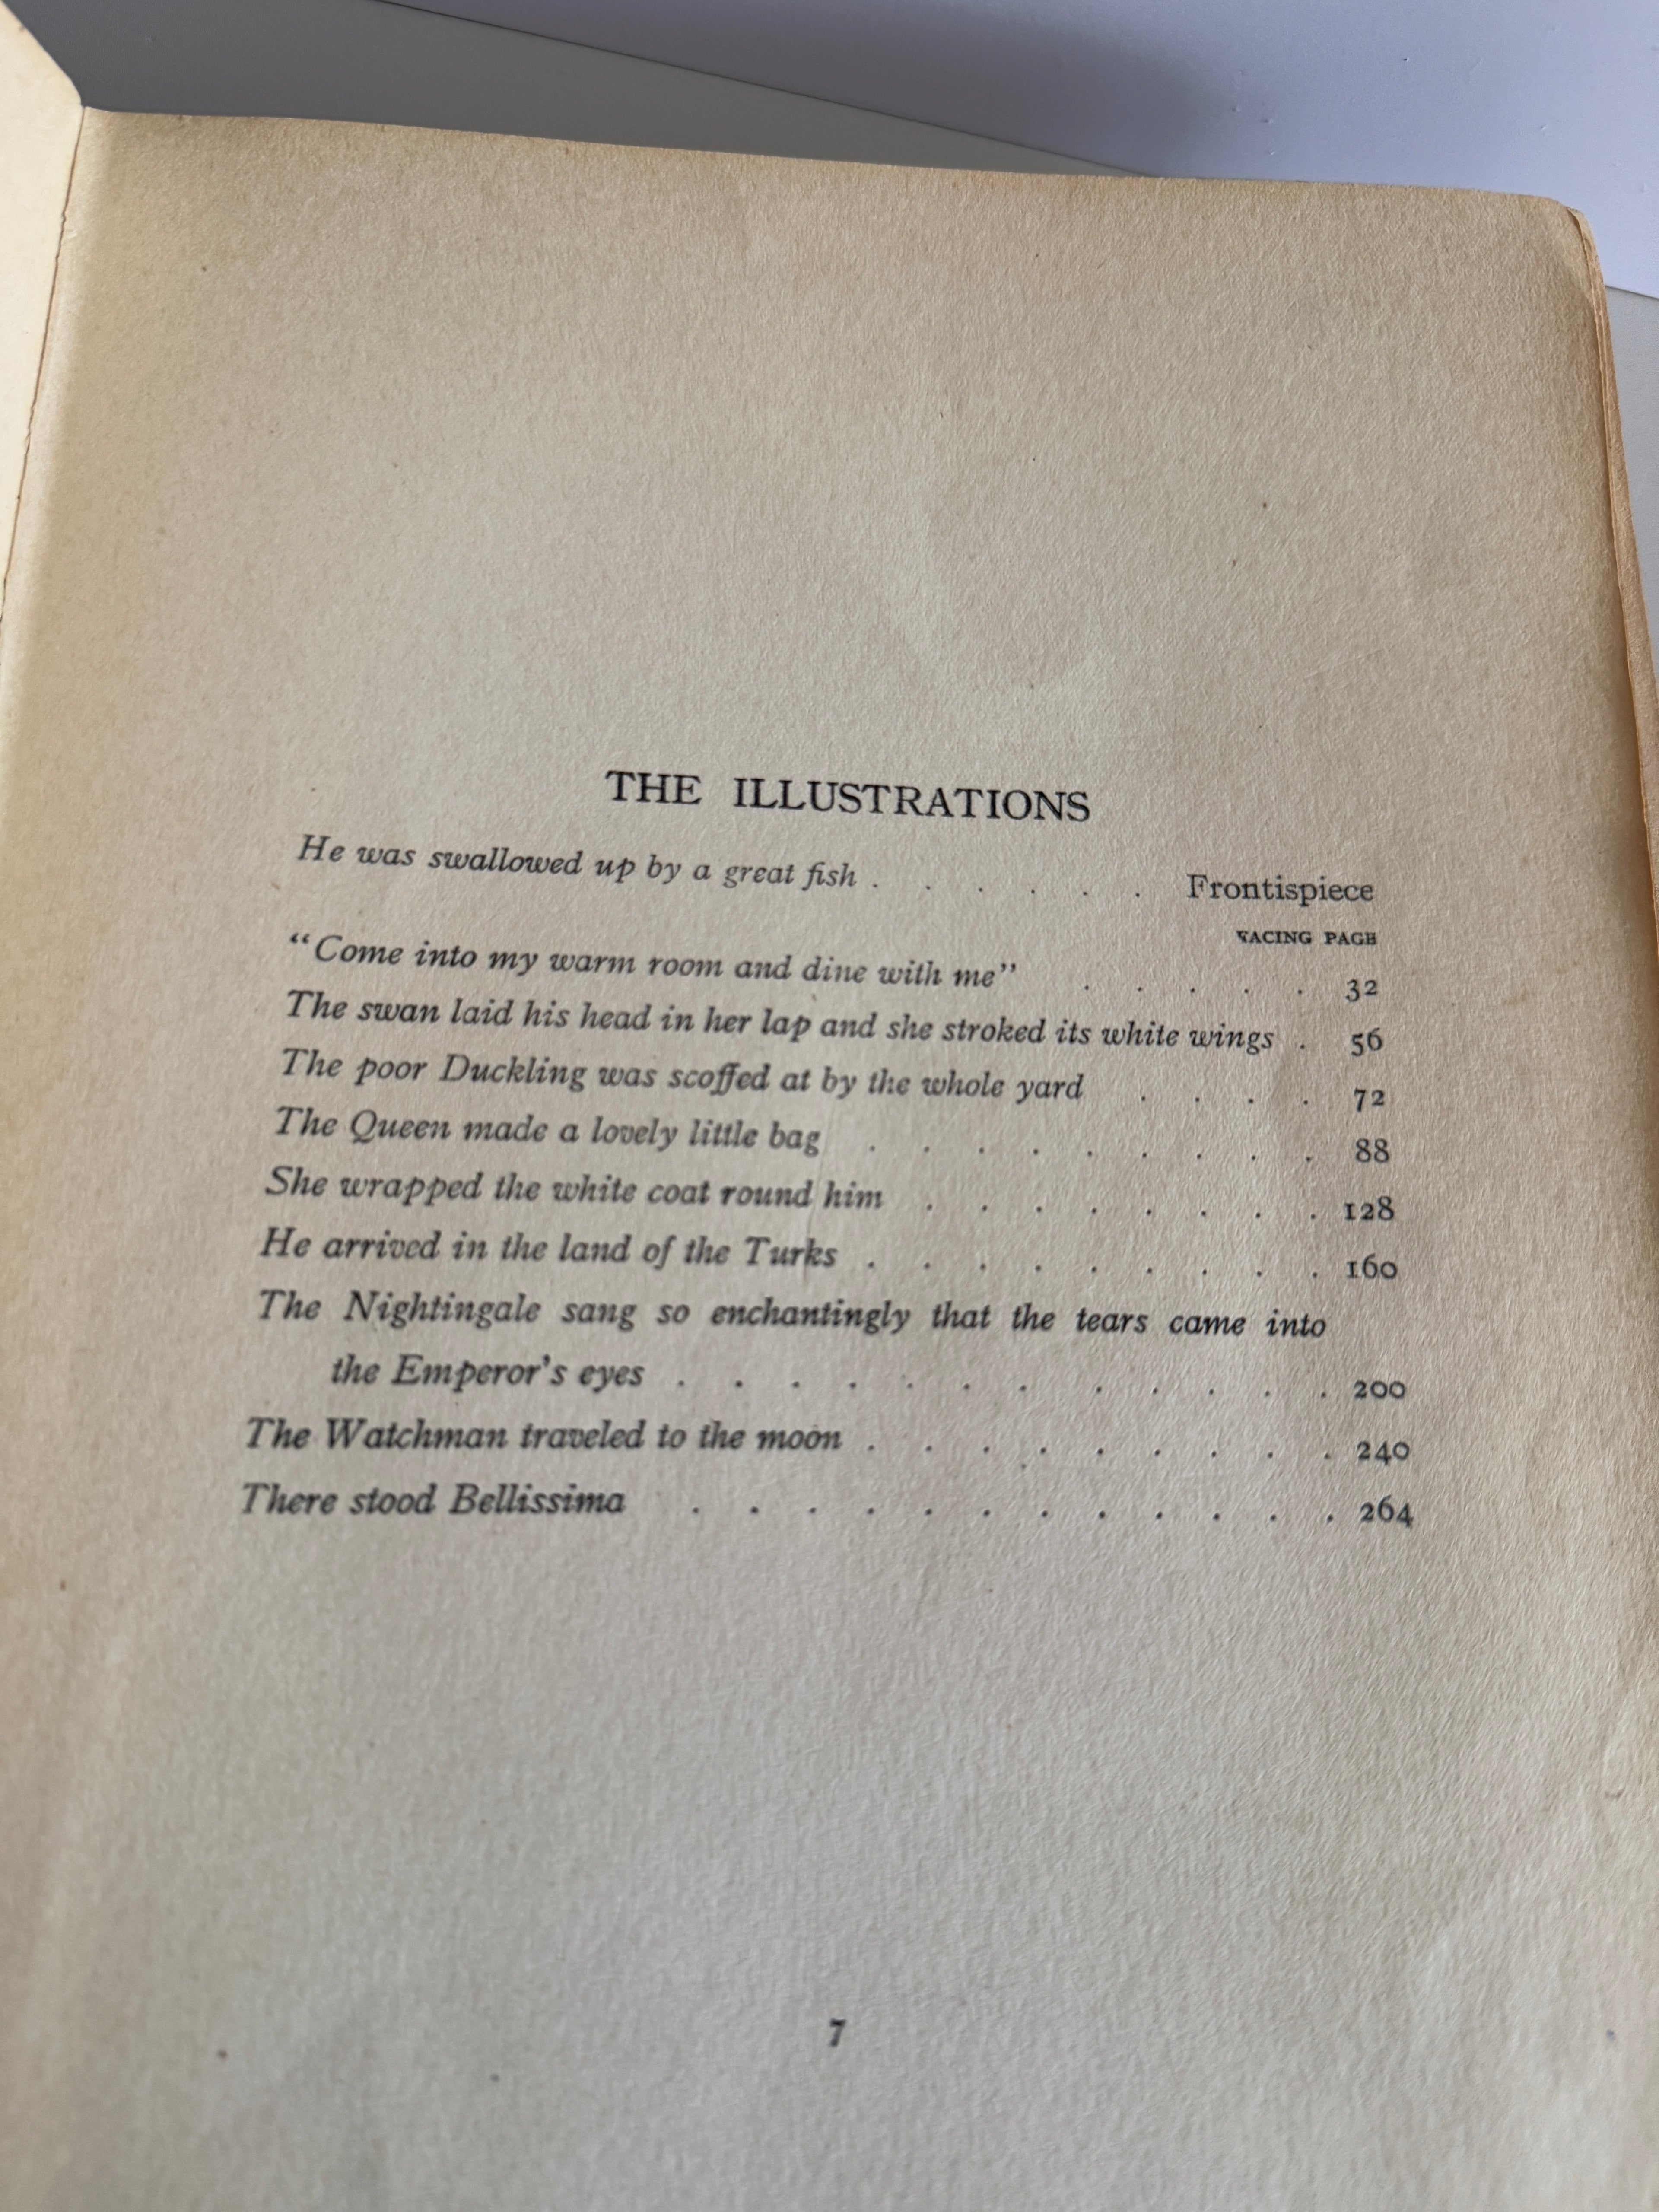 THE ILLUSTRATIONS
He was swallowed up by a great fish . . . . . . Frontispiece
FACING PAGE
“Come into my warm room and dine with me” . . . . . 32
The swan laid his head in her lap and she stroked its white wings . 56
The poor Duckling was scoffed at by the whole yard . . . . 72
The Queen made a lovely little bag . . . . . . . . . 88
She wrapped the white coat round him . . . . . . . . 128
He arrived in the land of the Turks . . . . . . . . . 160
The Nightingale sang so enchantingly that the tears came into
the Emperor's eyes . . . . . . . . . . . . 200
The Watchman traveled to the moon . . . . . . . . . 240
There stood Bellissima . . . . . . . . . . . . 264
7